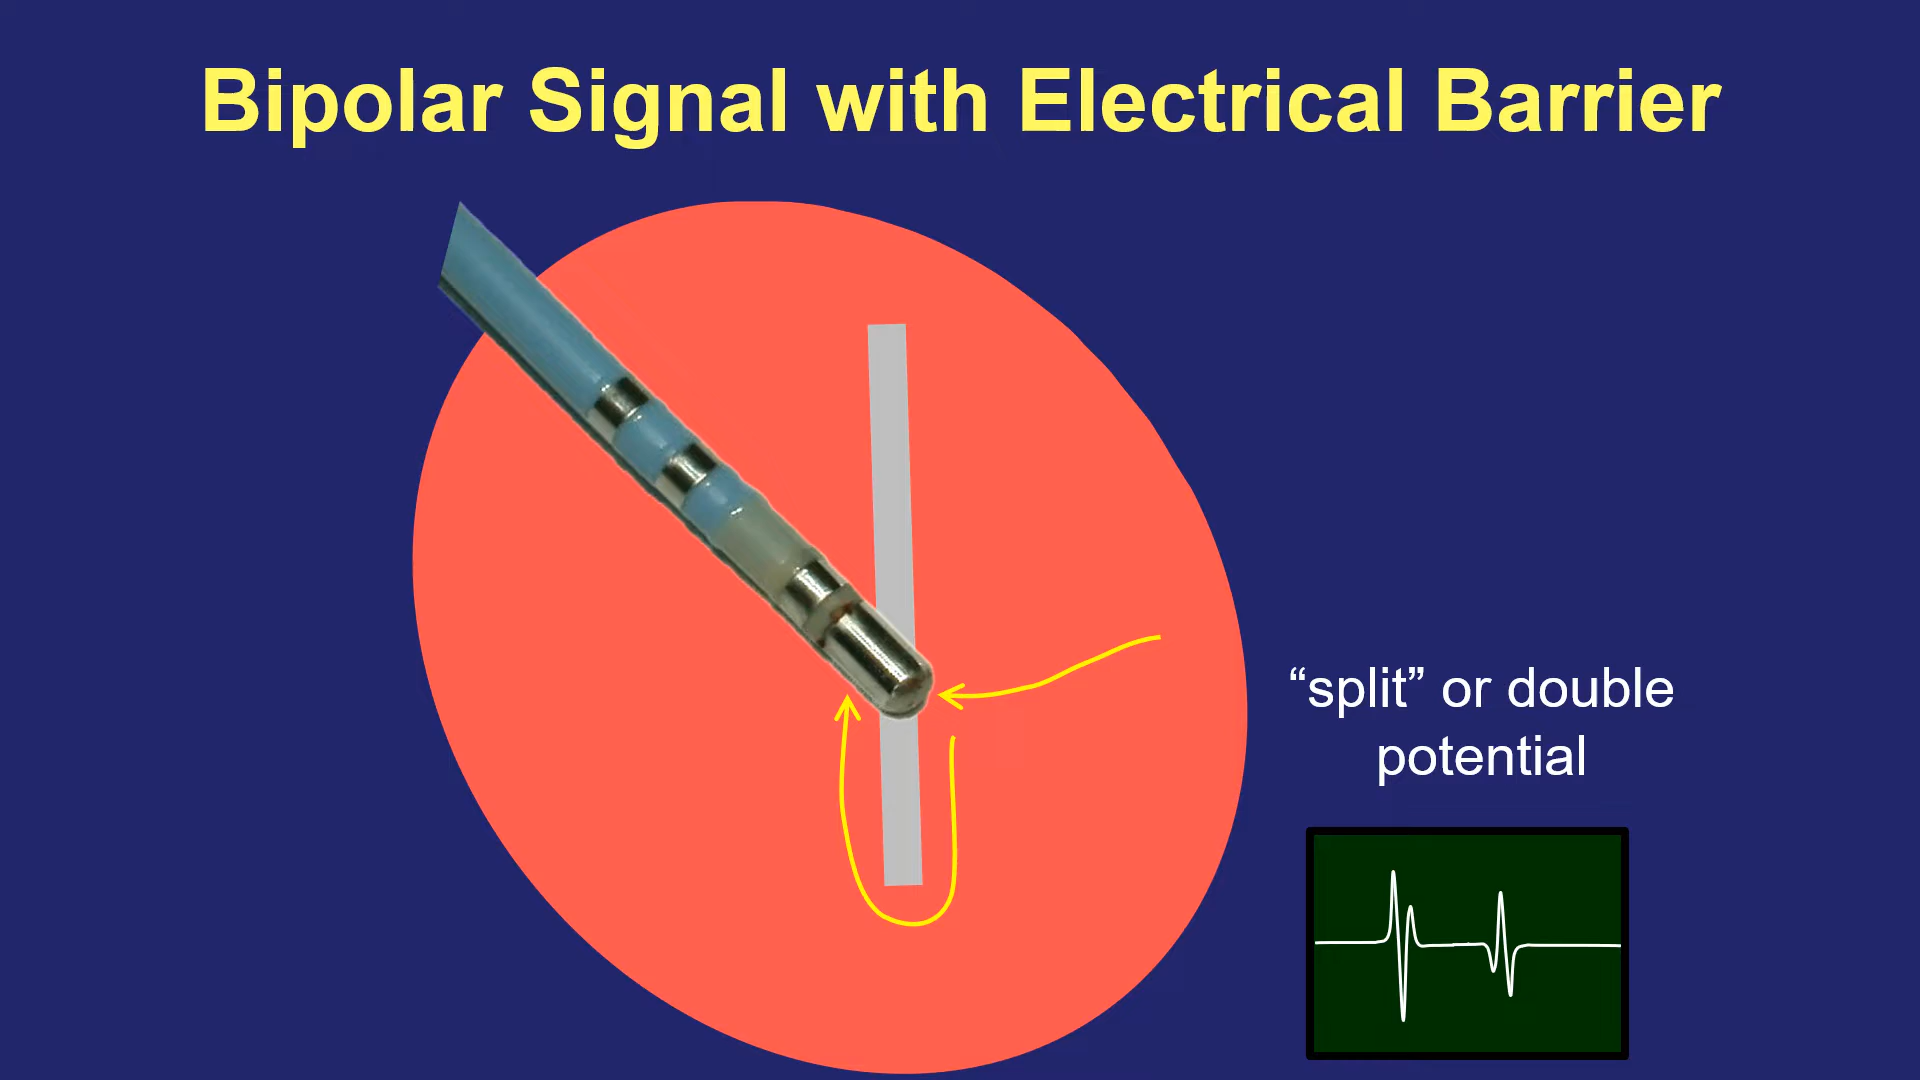 Bipolar Signal with Electrical Barrier
“split” or double
potential